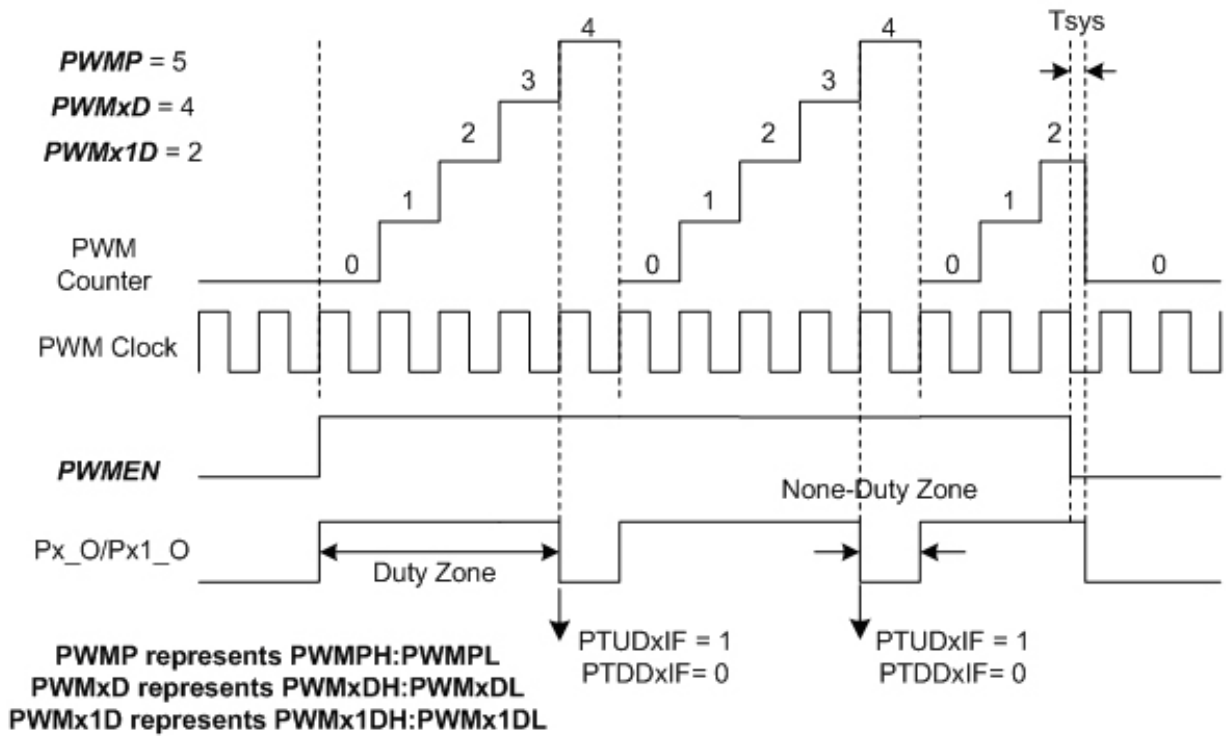 PWMP = 5
PWMxD = 4
PWMx1D = 2
Tsys
4
4
3
3
2
2
2
1
1
1
PWM
Counter
0
0
0
0
PWM Clock
PWMEN
None-Duty Zone
Px_O/Px1_O
Duty Zone
PTUDxIF = 1
PTDDxIF= 0
PTUDxIF = 1
PTDDxIF= 0
PWMP represents PWMPH:PWMPL
PWMxD represents PWMxDH:PWMxDL
PWMx1D represents PWMx1DH:PWMx1DL